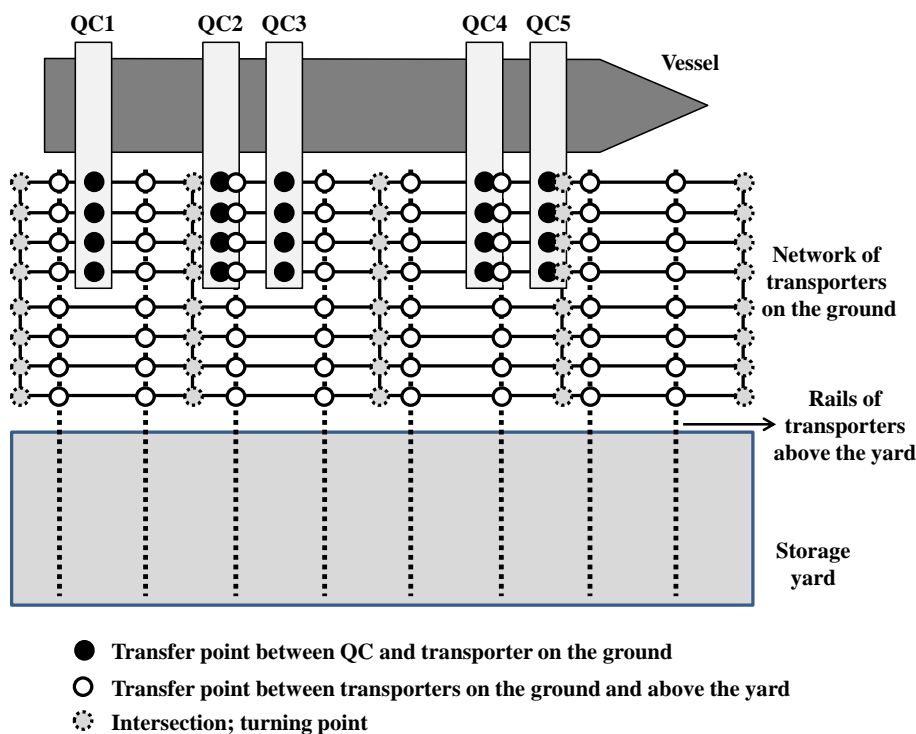 QC1
QC2
QC3
QC4
QC5
Vessel
Network of
transporters
on the ground
Rails of
transporters
above the yard
Storage
yard
Transfer point between QC and transporter on the ground
Transfer point between transporters on the ground and above the yard
Intersection; turning point